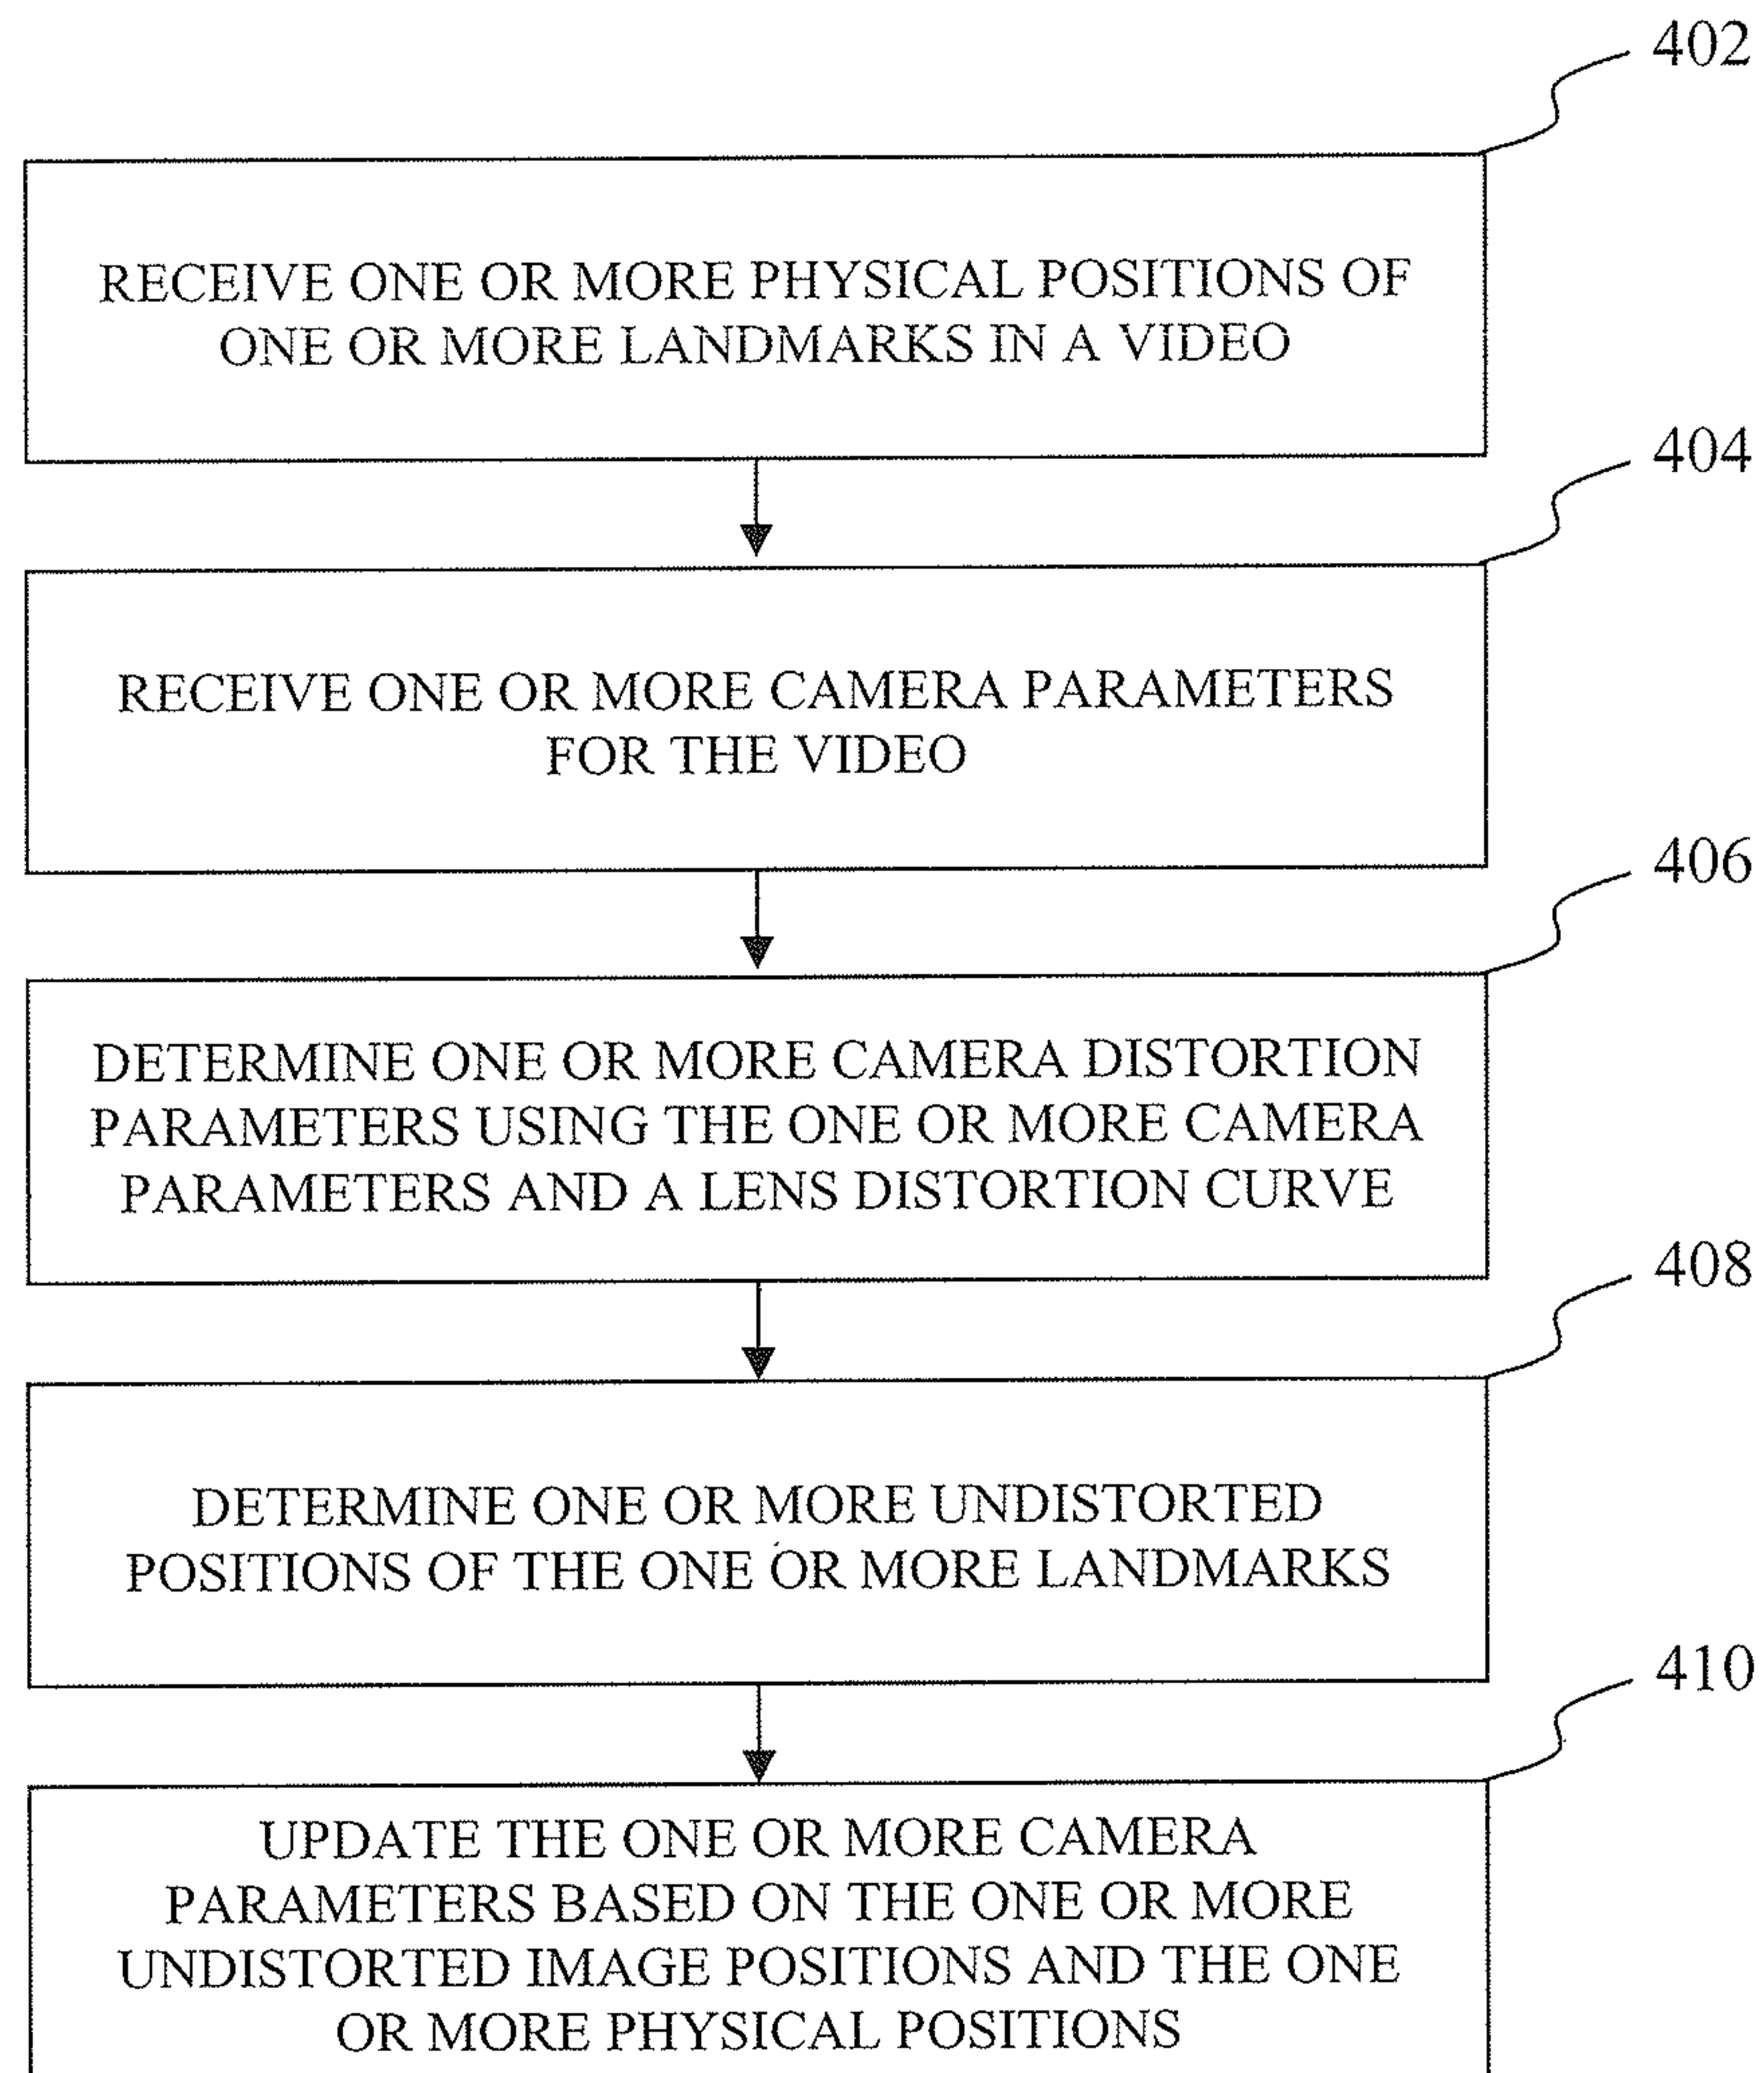 402
RECEIVE ONE OR MORE PHYSICAL POSITIONS OF
ONE OR MORE LANDMARKS IN A VIDEO
404
RECEIVE ONE OR MORE CAMERA PARAMETERS
FOR THE VIDEO
406
DETERMINE ONE OR MORE CAMERA DISTORTION
PARAMETERS USING THE ONE OR MORE CAMERA
PARAMETERS AND A LENS DISTORTION CURVE
408
DETERMINE ONE OR MORE UNDISTORTED
POSITIONS OF THE ONE OR MORE LANDMARKS
410
UPDATE THE ONE OR MORE CAMERA
PARAMETERS BASED ON THE ONE OR MORE
UNDISTORTED IMAGE POSITIONS AND THE ONE
OR MORE PHYSICAL POSITIONS